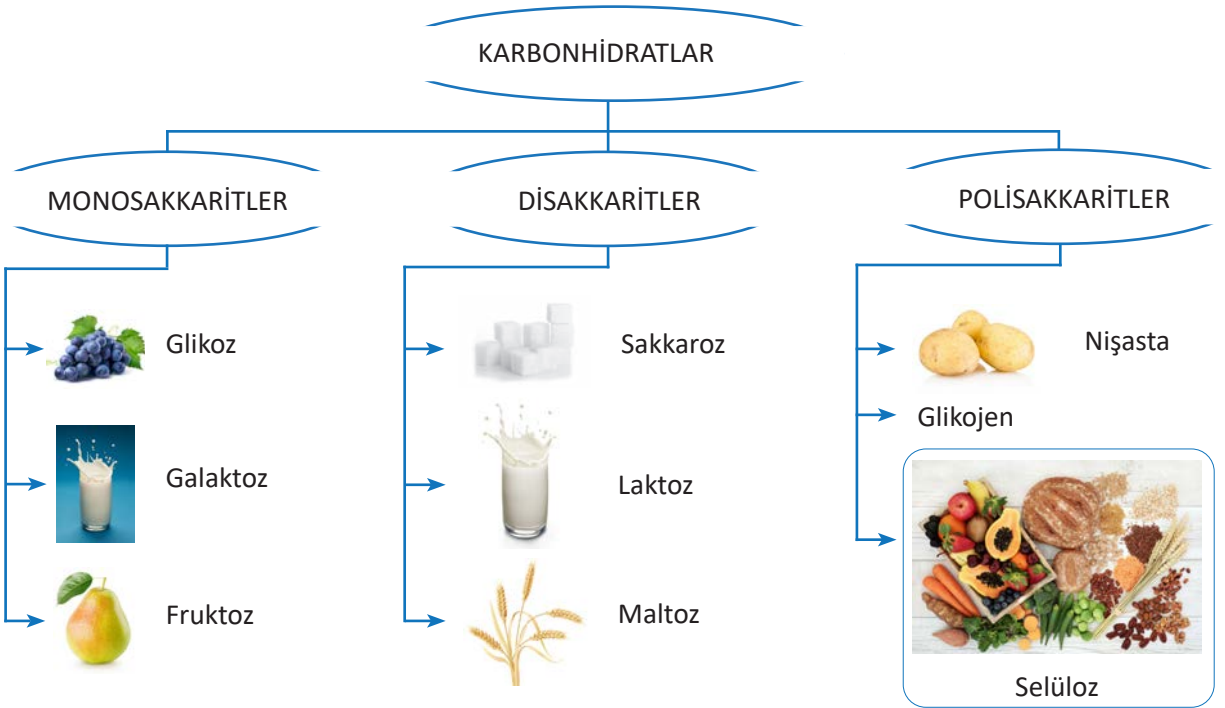 KARBONHİDRATLAR
MONOSAKKARİTLER
DİSAKKARİTLER
POLİSAKKARİTLER
Glikoz
Galaktoz
Fruktoz
Sakkaroz
Laktoz
Maltoz
Nişasta
Glikojen
Selüloz